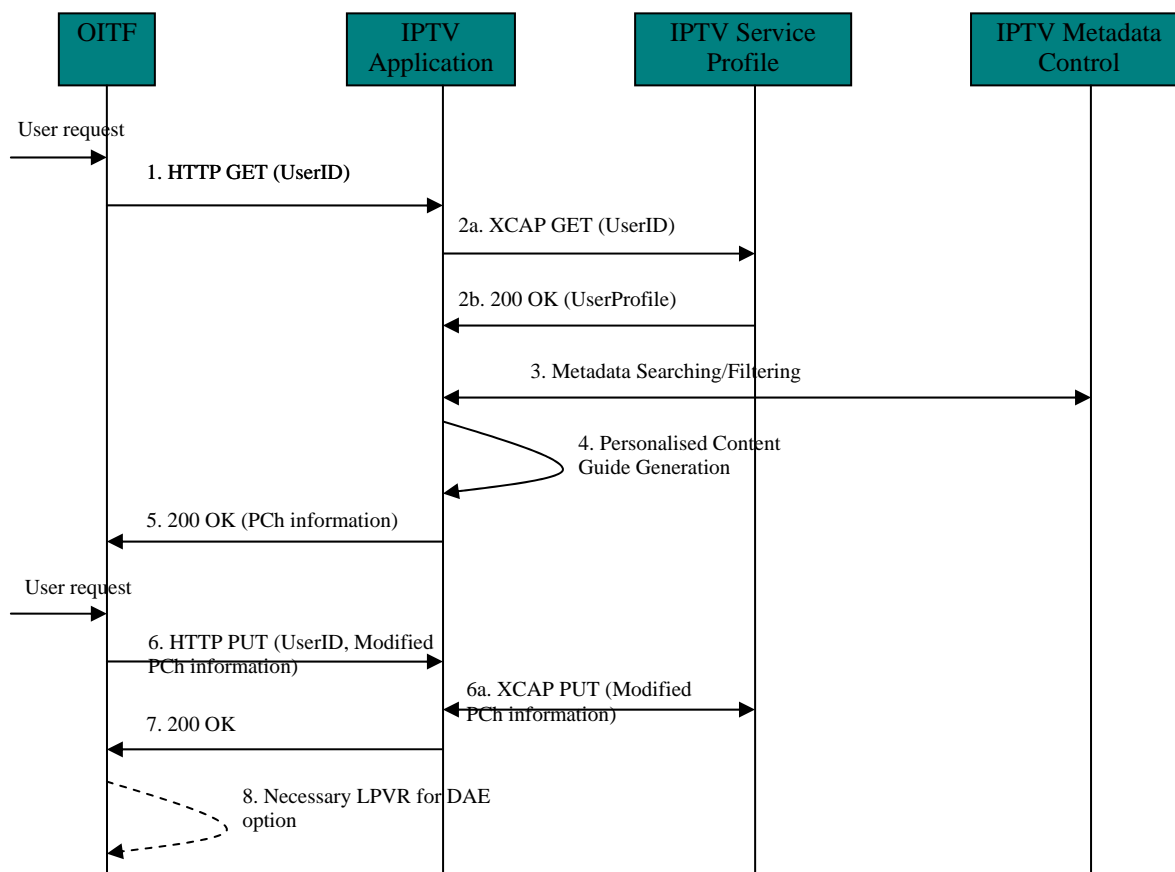 OITF
IPTV
Application
IPTV Service
Profile
IPTV Metadata
Control
User request
1. HTTP GET (UserID)
2a. XCAP GET (UserID)
2b. 200 OK (UserProfile)
3. Metadata Searching/Filtering
4. Personalised Content
Guide Generation
5. 200 OK (PCh information)
User request
6. HTTP PUT (UserID, Modified
PCh information)
6a. XCAP PUT (Modified
PCh information)
7. 200 OK
8. Necessary LPVR for DAE
option